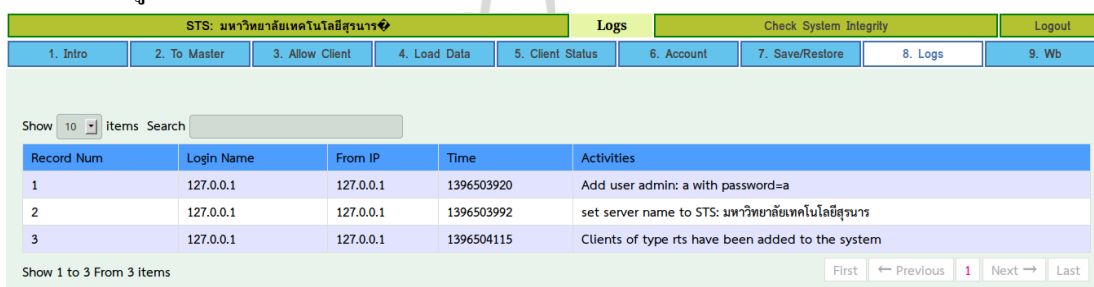 STS: มหาวิทยาลัยเทคโนโลยีสุรนาร� Logs Check System Integrity Logout
1. Intro 2. To Master 3. Allow Client 4. Load Data 5. Client Status 6. Account 7. Save/Restore 8. Logs 9. Wb
Show 10 items Search
Record Num Login Name From IP Time Activities
1 127.0.0.1 127.0.0.1 1396503920 Add user admin: a with password=a
2 127.0.0.1 127.0.0.1 1396503992 set server name to STS: มหาวิทยาลัยเทคโนโลยีสุรนาร
3 127.0.0.1 127.0.0.1 1396504115 Clients of type rts have been added to the system
Show 1 to 3 From 3 items First ← Previous 1 Next → Last